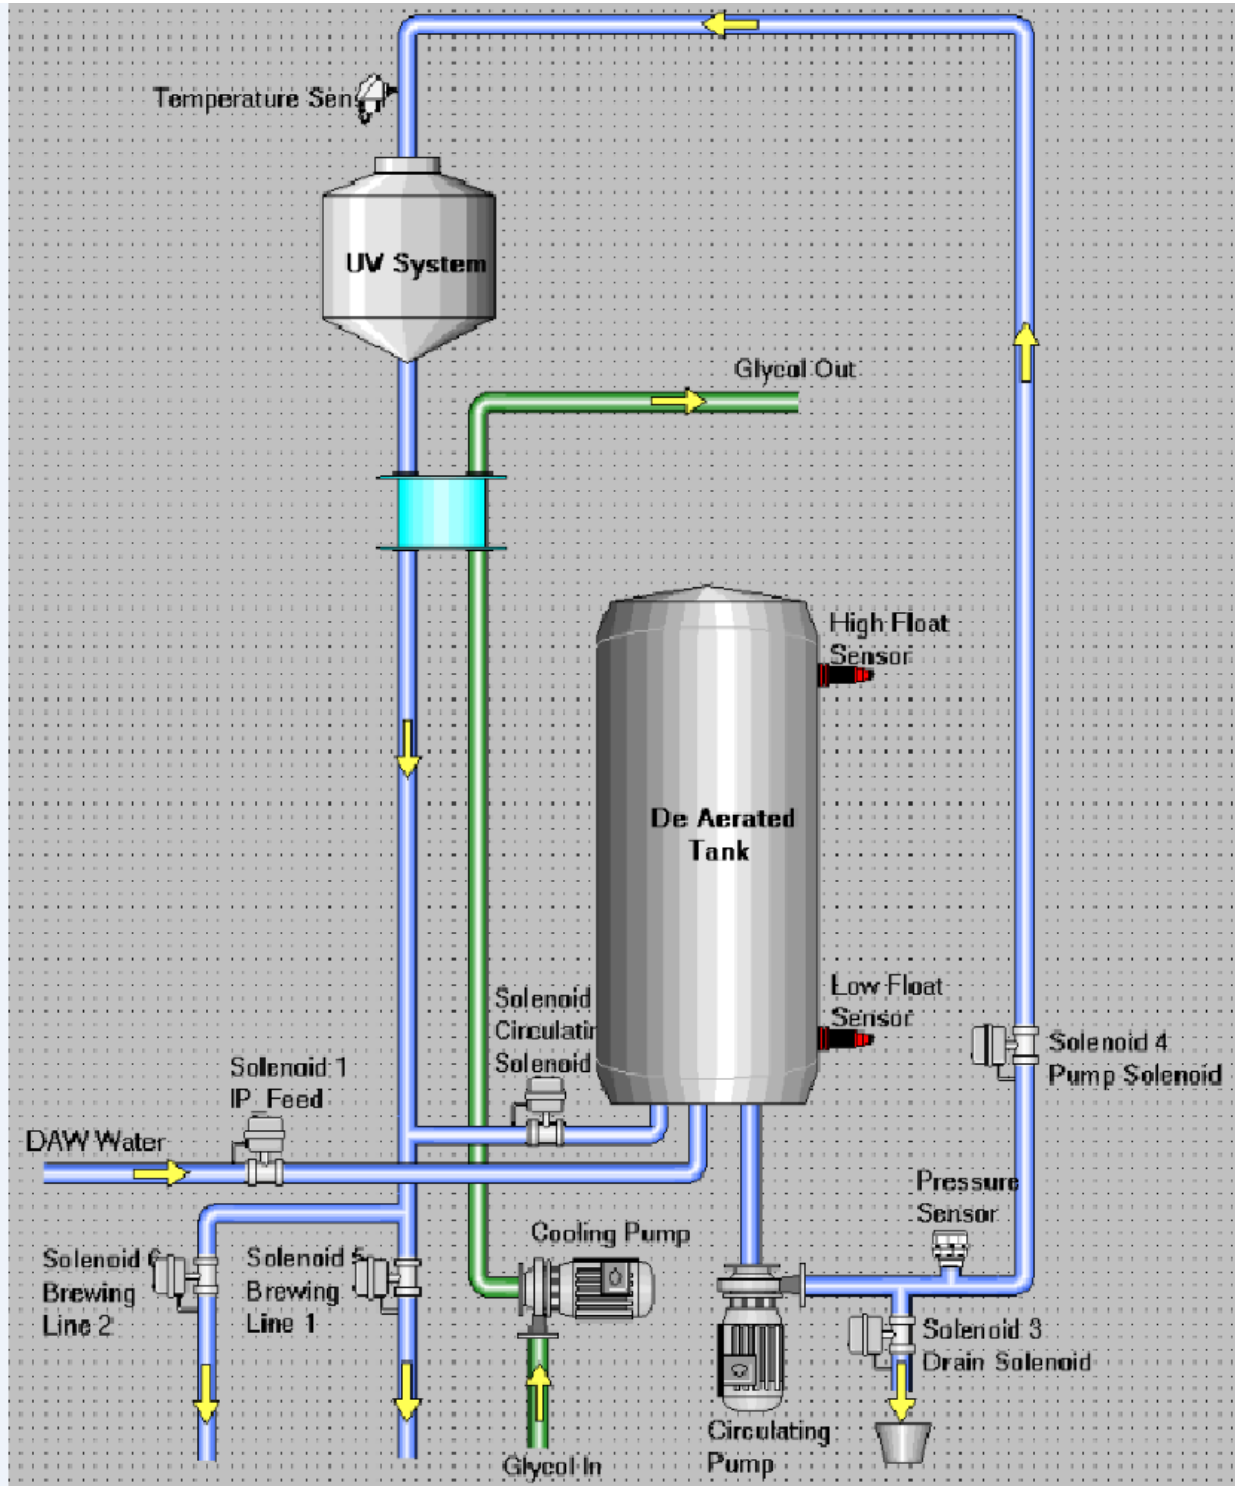 Temperature Sen
UV System
Glycol Out
High Float
Sensor
De Aerated
Tank
Low Float
Sensor
Solenoid
Circulatin
Solenoid
Solenoid 4
Pump Solenoid
Solenoid 1
IP_Feed
DAW Water
Pressure
Sensor
Cooling Pump
Solenoid 6
Brewing
Line 2
Solenoid 5
Brewing
Line 1
Solenoid 3
Drain Solenoid
Circulating
Pump
Glycol In